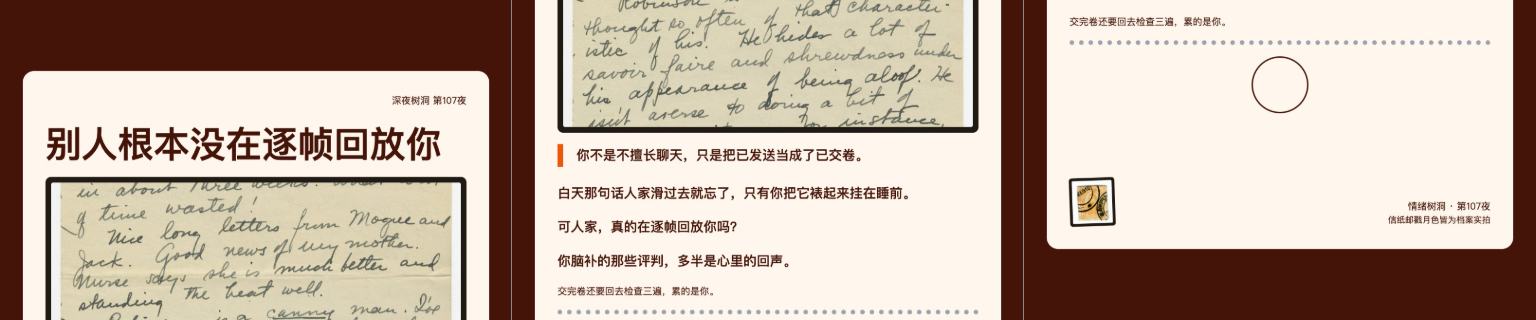 深夜树洞 第107夜
别人根本没在逐帧回放你
in about three weeks.
of time wasted!
Nice long letters from Mogue and
Jack. Good news of my mother.
Nurse says she is much better and
standing the heat well.
is a canny man. I've
Robinson
thought so often of that character-
istic of his. He hides a lot of
savoir faire and shrewdness under
his appearance of being aloof. He
isn't averse to doing a bit of
For instance,
你不是不擅长聊天，只是把已发送当成了已交卷。
白天那句话人家滑过去就忘了，只有你把它裱起来挂在睡前。
可人家，真的在逐帧回放你吗？
你脑补的那些评判，多半是心里的回声。
交完卷还要回去检查三遍，累的是你。
交完卷还要回去检查三遍，累的是你。
情绪树洞 · 第107夜
信纸邮戳月色皆为档案实拍